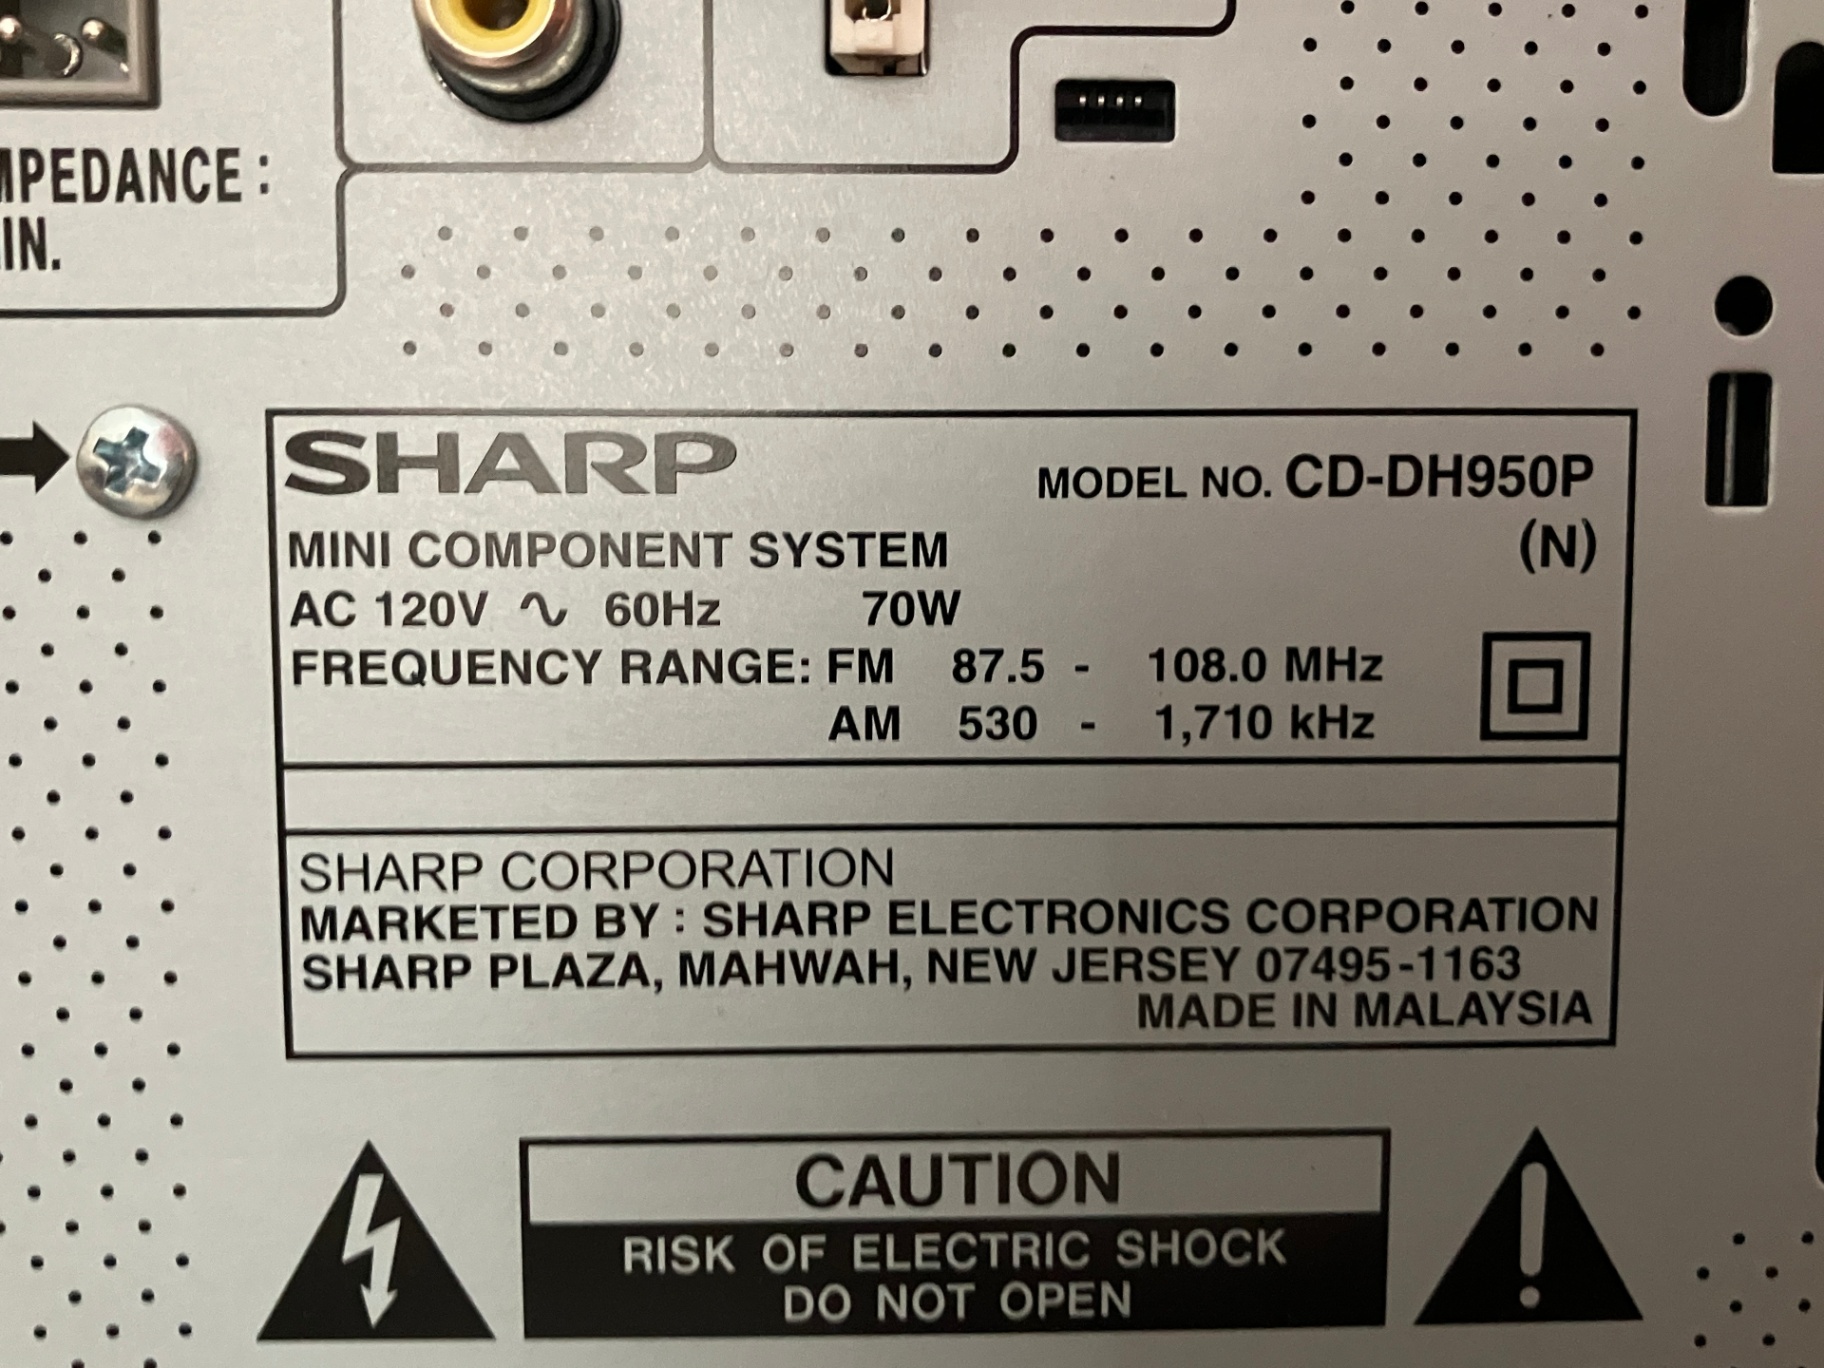 IMPEDANCE :
IN.
SHARP MODEL NO. CD-DH950P
MINI COMPONENT SYSTEM (N)
AC 120V ∿ 60Hz 70W
FREQUENCY RANGE: FM 87.5 - 108.0 MHz
AM 530 - 1,710 kHz
SHARP CORPORATION
MARKETED BY : SHARP ELECTRONICS CORPORATION
SHARP PLAZA, MAHWAH, NEW JERSEY 07495-1163
MADE IN MALAYSIA
CAUTION
RISK OF ELECTRIC SHOCK
DO NOT OPEN